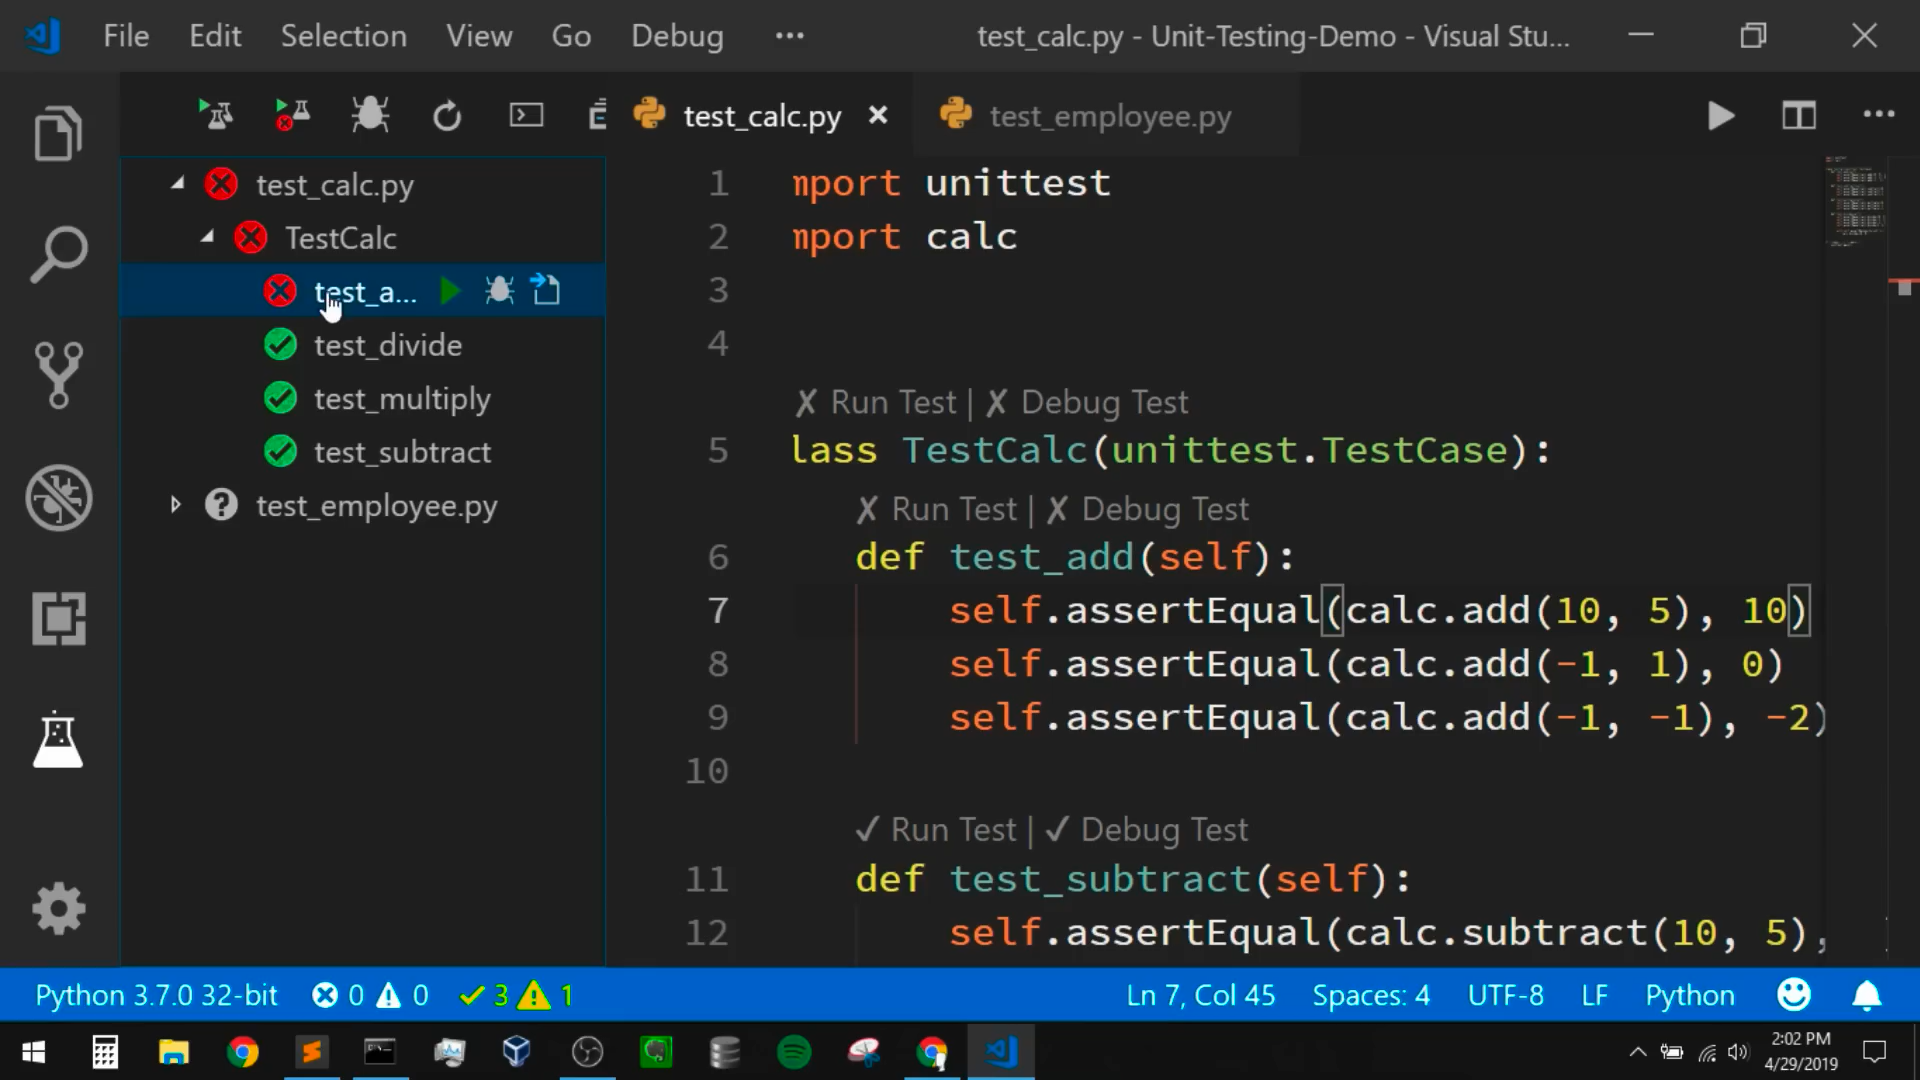 File Edit Selection View Go Debug ... test_calc.py - Unit-Testing-Demo - Visual Stu...
test_calc.py test_employee.py
test_calc.py
TestCalc
test_a...
test_divide
test_multiply
test_subtract
test_employee.py
1 mport unittest
2 mport calc
3
4
✗ Run Test | ✗ Debug Test
5 lass TestCalc(unittest.TestCase):
✗ Run Test | ✗ Debug Test
6 def test_add(self):
7 self.assertEqual(calc.add(10, 5), 10)
8 self.assertEqual(calc.add(-1, 1), 0)
9 self.assertEqual(calc.add(-1, -1), -2)
10
✓ Run Test | ✓ Debug Test
11 def test_subtract(self):
12 self.assertEqual(calc.subtract(10, 5),
Python 3.7.0 32-bit 0 0 ✓ 3 1 Ln 7, Col 45 Spaces: 4 UTF-8 LF Python
2:02 PM
4/29/2019